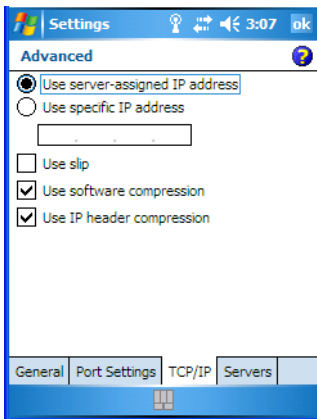 Settings 3:07 ok
Advanced ?
Use server-assigned IP address
Use specific IP address
. . .
Use slip
Use software compression
Use IP header compression
General Port Settings TCP/IP Servers